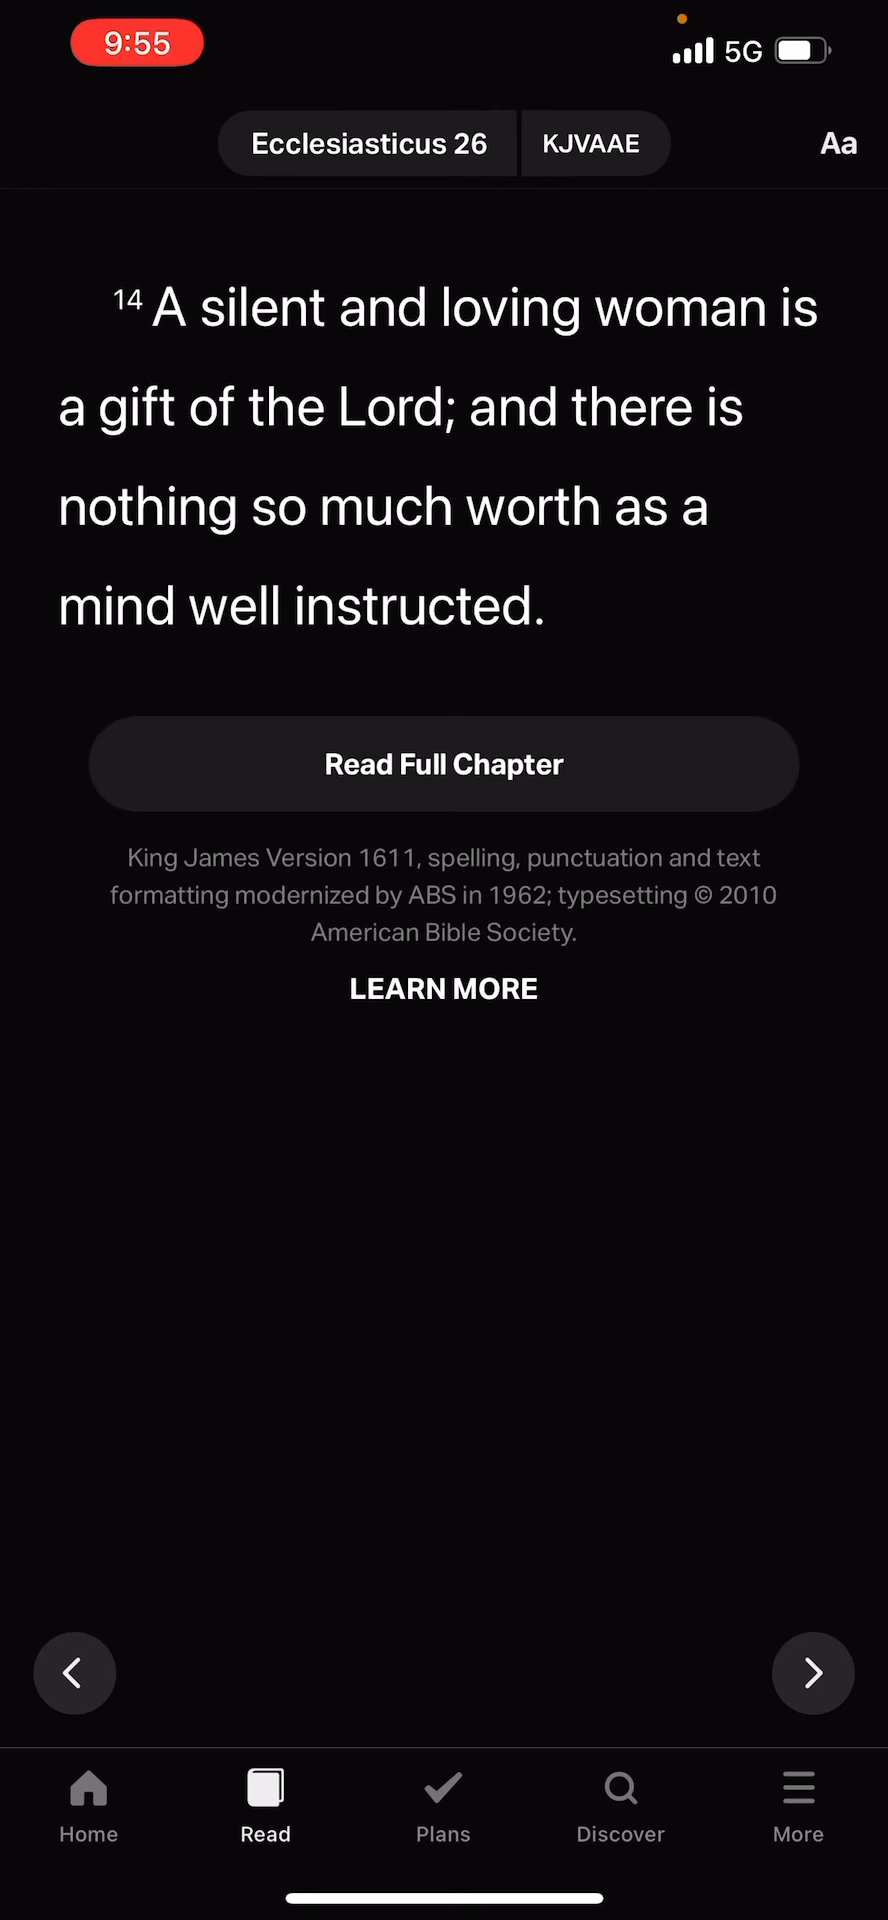 9:55
5G
Ecclesiasticus 26 KJVAAE Aa
14 A silent and loving woman is
a gift of the Lord; and there is
nothing so much worth as a
mind well instructed.
Read Full Chapter
King James Version 1611, spelling, punctuation and text
formatting modernized by ABS in 1962; typesetting © 2010
American Bible Society.
LEARN MORE
Home Read Plans Discover More